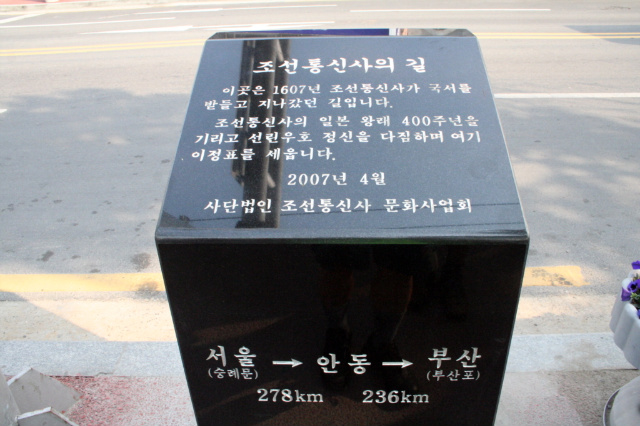 조선통신사의 길
이곳은 1607년 조선통신사가 국서를
받들고 지나갔던 길입니다.
조선통신사의 일본 왕래 400주년을
기리고 선린우호 정신을 다짐하며 여기
이정표를 세웁니다.
2007년 4월
사단법인 조선통신사 문화사업회
서울 → 안동 → 부산
(숭례문) (부산포)
278km 236km